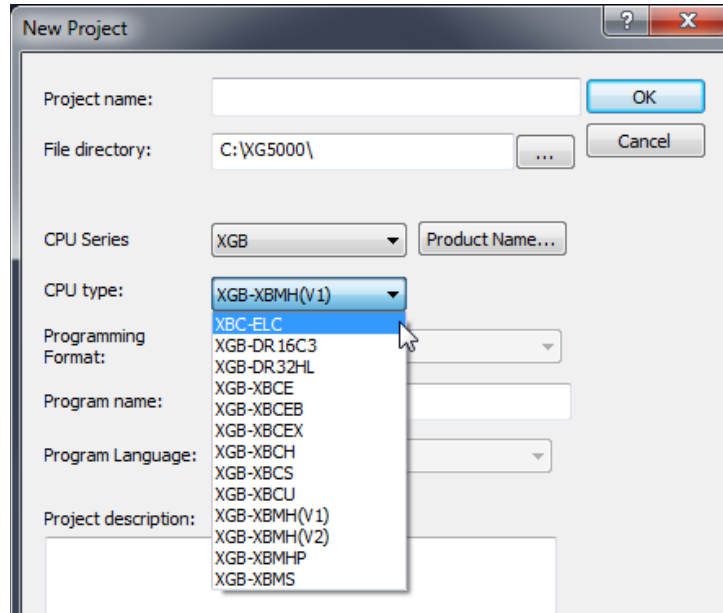 New Project
?
X
Project name:
OK
File directory:
C:\XG5000\
...
Cancel
CPU Series
XGB
Product Name...
CPU type:
XGB-XBMH(V1)
XBC-ELC
XGB-DR16C3
XGB-DR32HL
XGB-XBCE
XGB-XBCEB
XGB-XBCEX
XGB-XBCH
XGB-XBCS
XGB-XBCU
XGB-XBMH(V1)
XGB-XBMH(V2)
XGB-XBMHP
XGB-XBMS
Programming
Format:
Program name:
Program Language:
Project description: